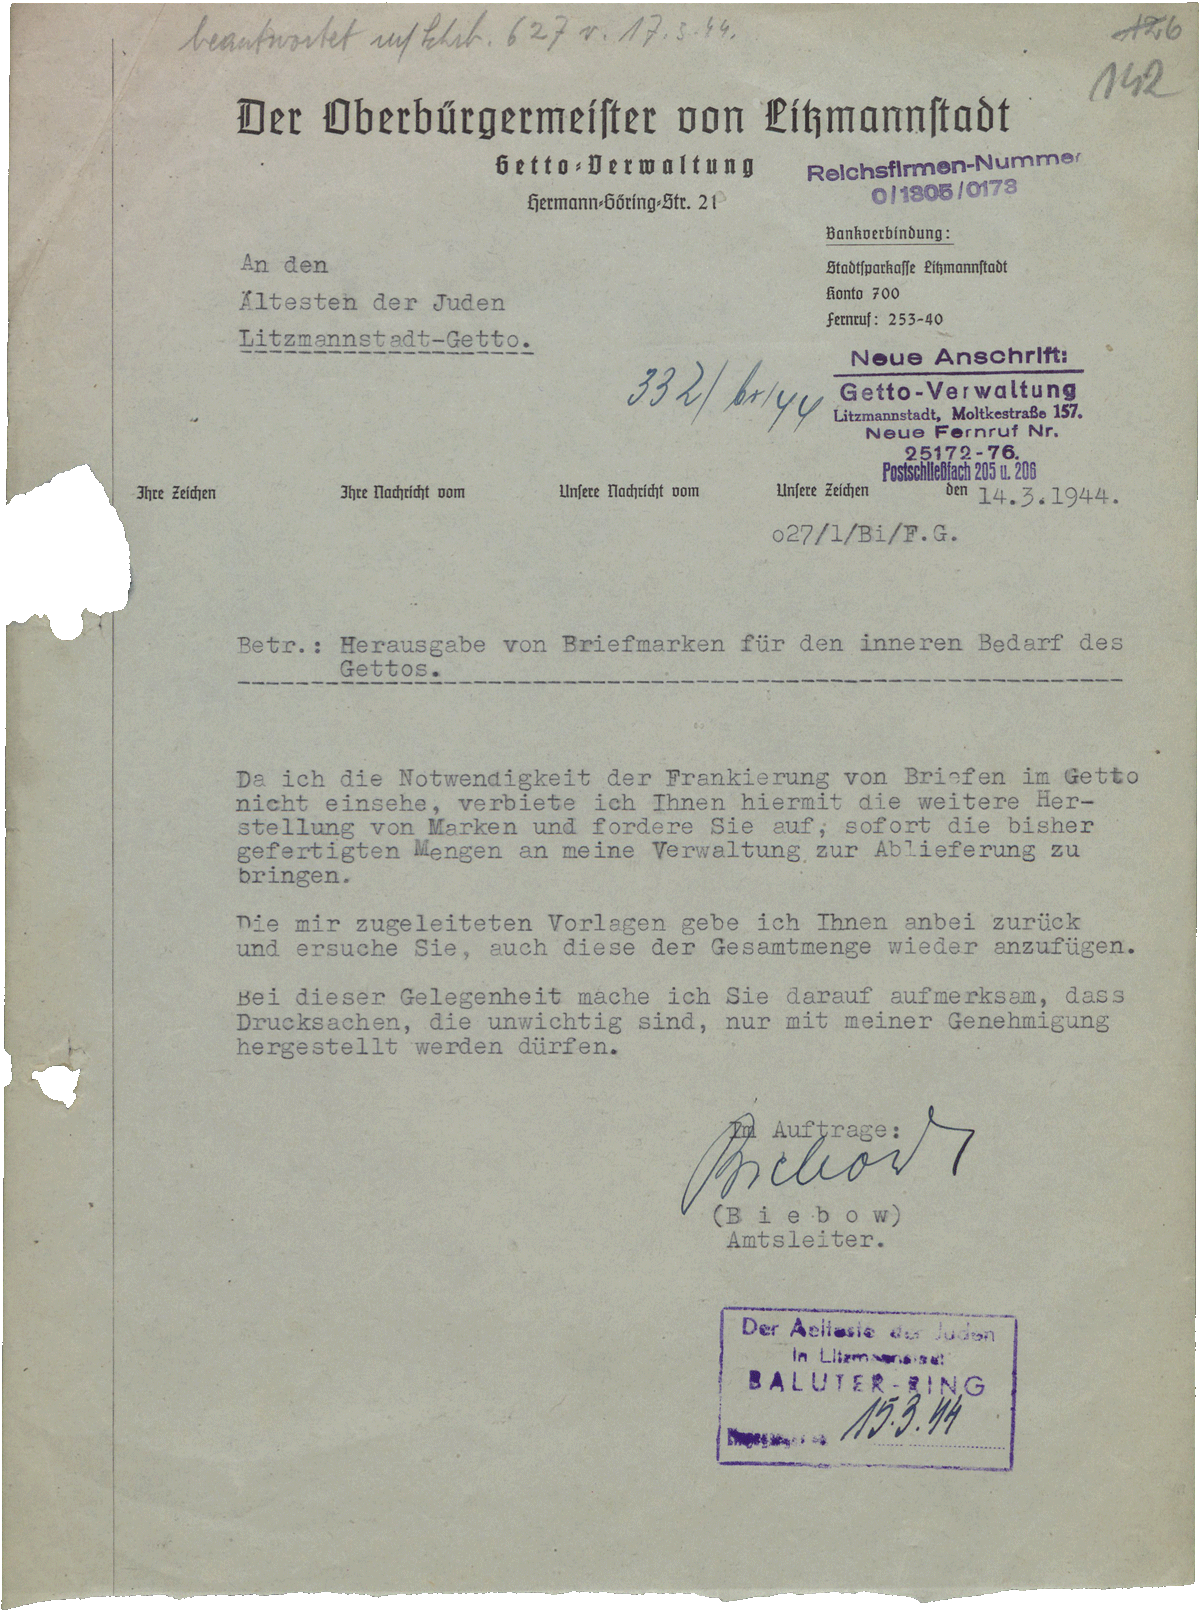 beantwortet m/Schrb. 627 v. 17.3.44.
126
142
Der Oberbürgermeister von Litzmannstadt
Getto-Verwaltung
Hermann-Göring-Str. 21
Reichsfirmen-Nummer
0/1305/0173
Bankverbindung:
Stadtsparkasse Litzmannstadt
Konto 700
Fernruf: 253-40
An den
Ältesten der Juden
Litzmannstadt-Getto.
332/br/44
Neue Anschrift:
Getto-Verwaltung
Litzmannstadt, Moltkestraße 157.
Neue Fernruf Nr.
25172-76.
Postschließfach 205 u. 206
Ihre Zeichen Ihre Nachricht vom Unsere Nachricht vom Unsere Zeichen den 14.3.1944.
o27/1/Bi/F.G.
Betr.: Herausgabe von Briefmarken für den inneren Bedarf des
Gettos.
Da ich die Notwendigkeit der Frankierung von Briefen im Getto
nicht einsehe, verbiete ich Ihnen hiermit die weitere Her-
stellung von Marken und fordere Sie auf, sofort die bisher
gefertigten Mengen an meine Verwaltung zur Ablieferung zu
bringen.
Die mir zugeleiteten Vorlagen gebe ich Ihnen anbei zurück
und ersuche Sie, auch diese der Gesamtmenge wieder anzufügen.
Bei dieser Gelegenheit mache ich Sie darauf aufmerksam, dass
Drucksachen, die unwichtig sind, nur mit meiner Genehmigung
hergestellt werden dürfen.
Im Auftrage:
Biebow
(B i e b o w)
Amtsleiter.
Der Aelteste der Juden
in Litzmannstadt
BALUTER-RING
15.3.44